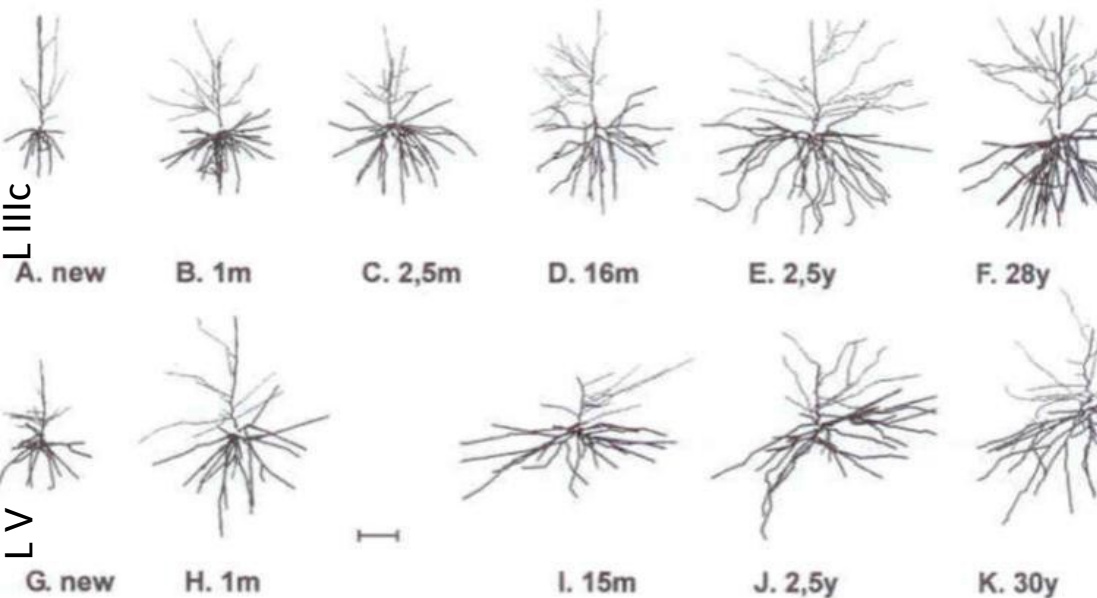 L IIIc
A. new
B. 1m
C. 2,5m
D. 16m
E. 2,5y
F. 28y
L V
G. new
H. 1m
I. 15m
J. 2,5y
K. 30y